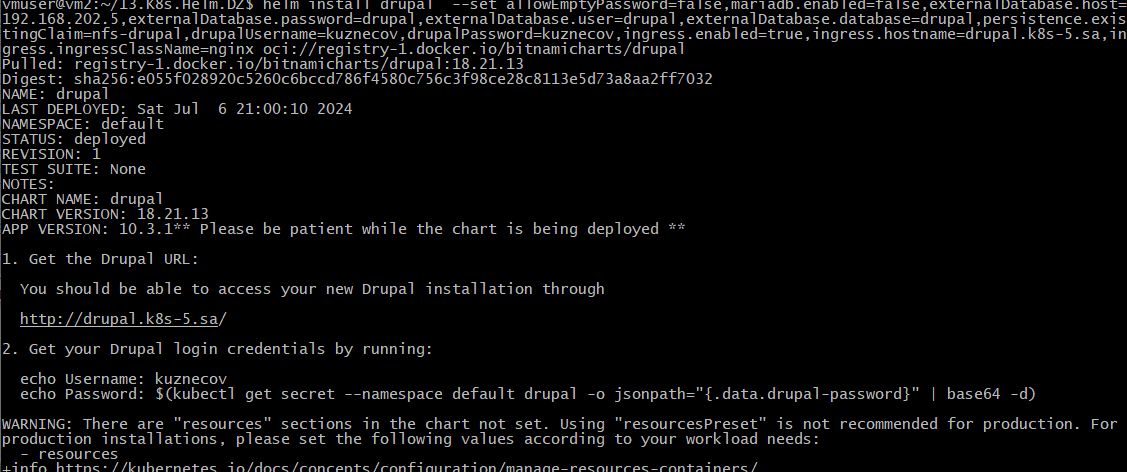 vmuser@vm2:~/13.K8s.Helm.DZ$ helm install drupal  --set allowEmptyPassword=false,mariadb.enabled=false,externalDatabase.host=
192.168.202.5,externalDatabase.password=drupal,externalDatabase.user=drupal,externalDatabase.database=drupal,persistence.exis
tingClaim=nfs-drupal,drupalUsername=kuznecov,drupalPassword=kuznecov,ingress.enabled=true,ingress.hostname=drupal.k8s-5.sa,in
gress.ingressClassName=nginx oci://registry-1.docker.io/bitnamicharts/drupal
Pulled: registry-1.docker.io/bitnamicharts/drupal:18.21.13
Digest: sha256:e055f028920c5260c6bccd786f4580c756c3f98ce28c8113e5d73a8aa2ff7032
NAME: drupal
LAST DEPLOYED: Sat Jul  6 21:00:10 2024
NAMESPACE: default
STATUS: deployed
REVISION: 1
TEST SUITE: None
NOTES:
CHART NAME: drupal
CHART VERSION: 18.21.13
APP VERSION: 10.3.1** Please be patient while the chart is being deployed **
1. Get the Drupal URL:
  You should be able to access your new Drupal installation through
  http://drupal.k8s-5.sa/
2. Get your Drupal login credentials by running:
  echo Username: kuznecov
  echo Password: $(kubectl get secret --namespace default drupal -o jsonpath="{.data.drupal-password}" | base64 -d)
WARNING: There are "resources" sections in the chart not set. Using "resourcesPreset" is not recommended for production. For
production installations, please set the following values according to your workload needs:
  - resources
+info https://kubernetes.io/docs/concepts/configuration/manage-resources-containers/